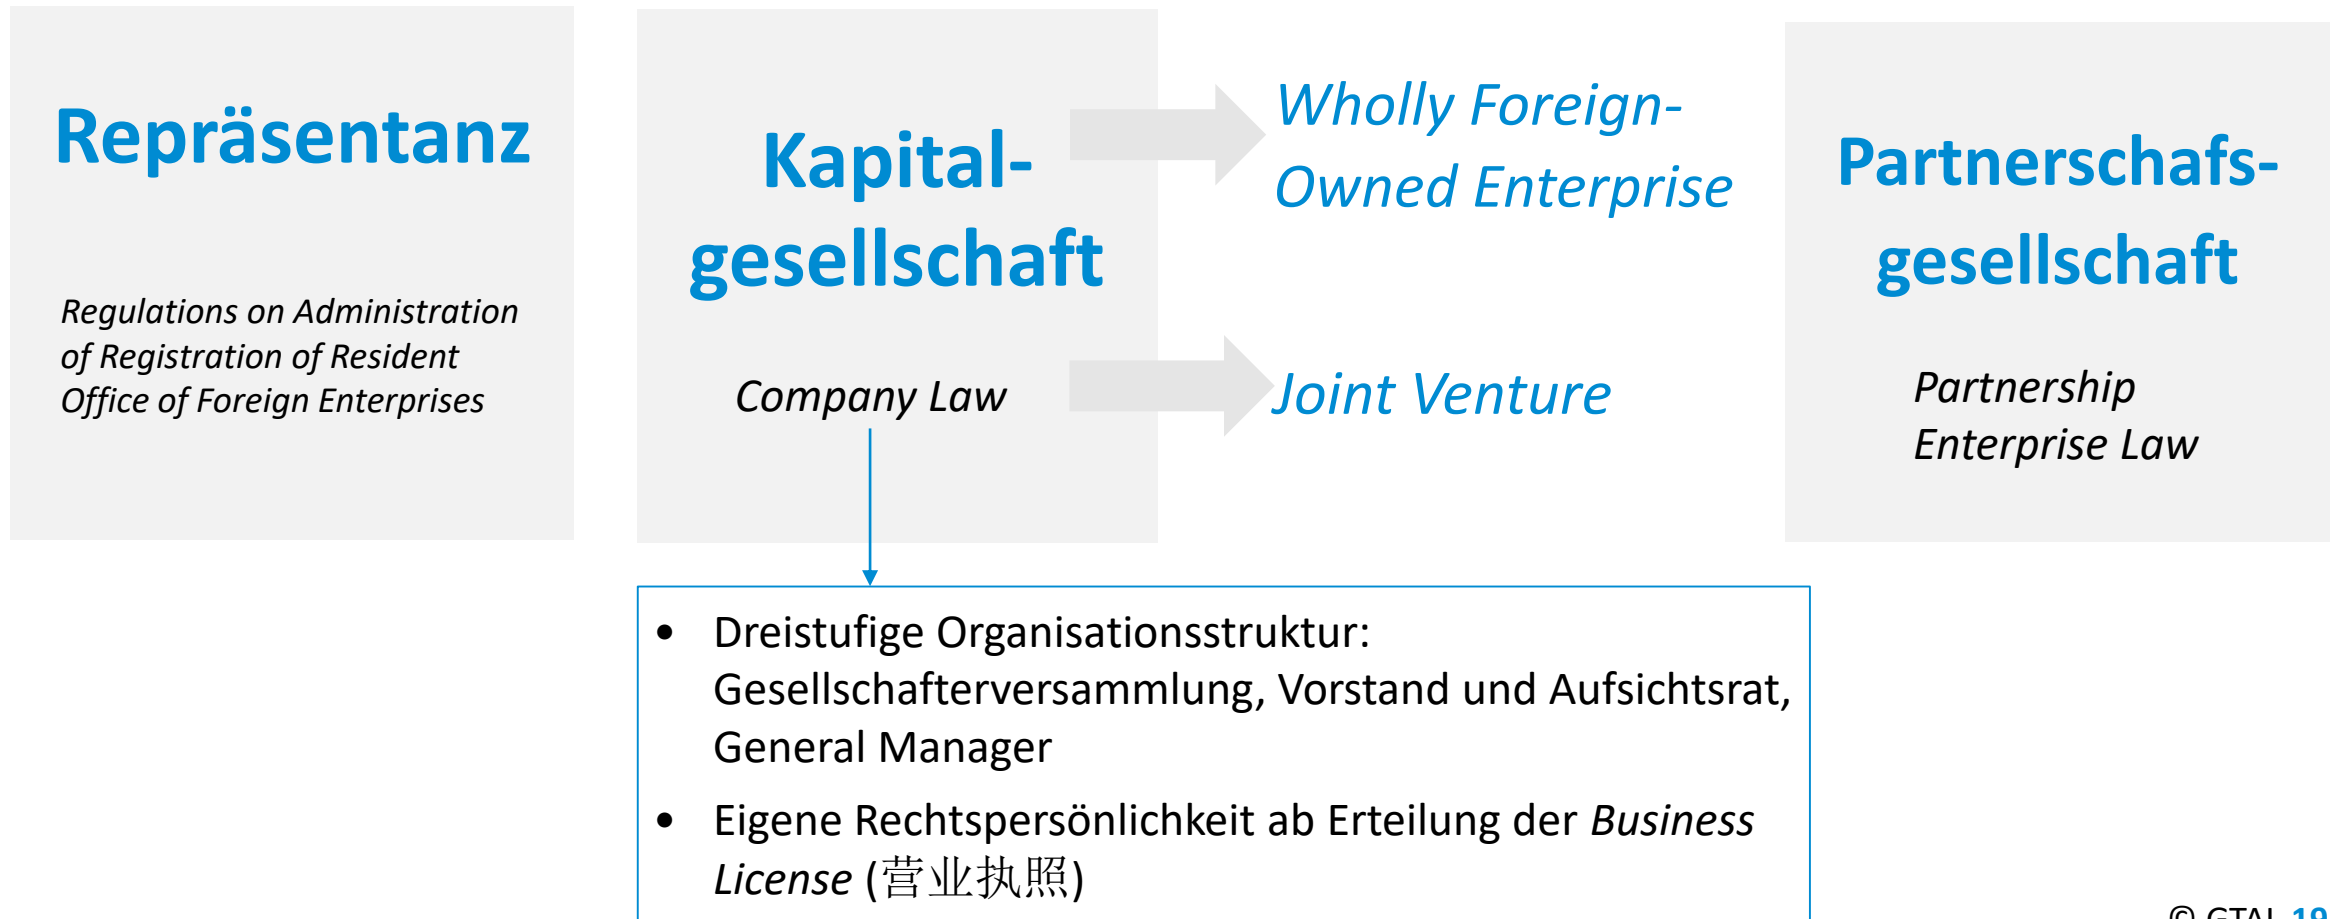 Repräsentanz
Regulations on Administration
of Registration of Resident
Office of Foreign Enterprises
Kapital-
gesellschaft
Company Law
Wholly Foreign-
Owned Enterprise
Joint Venture
Partnerschafs-
gesellschaft
Partnership
Enterprise Law
• Dreistufige Organisationsstruktur:
Gesellschafterversammlung, Vorstand und Aufsichtsrat,
General Manager
• Eigene Rechtspersönlichkeit ab Erteilung der Business
License (营业执照)
© GTAI 19